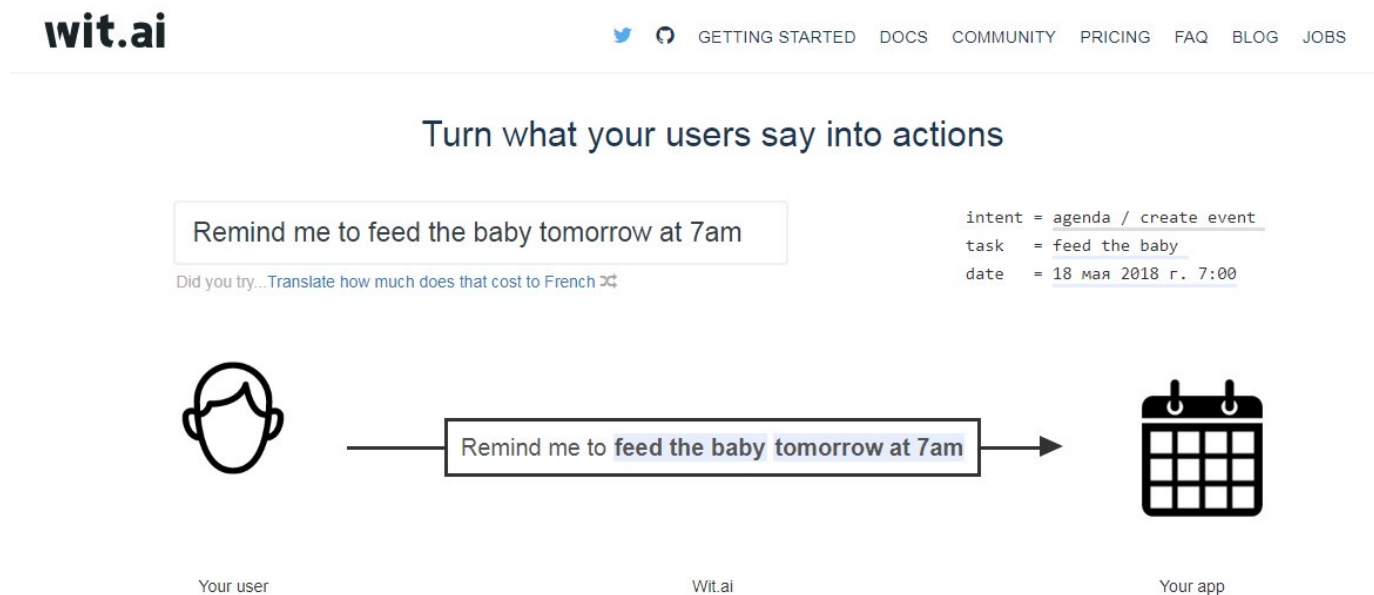 wit.ai
GETTING STARTED DOCS COMMUNITY PRICING FAQ BLOG JOBS
Turn what your users say into actions
Remind me to feed the baby tomorrow at 7am
Did you try...Translate how much does that cost to French
intent = agenda / create event
task = feed the baby
date = 18 мая 2018 г. 7:00
Remind me to feed the baby tomorrow at 7am
Your user
Wit.ai
Your app